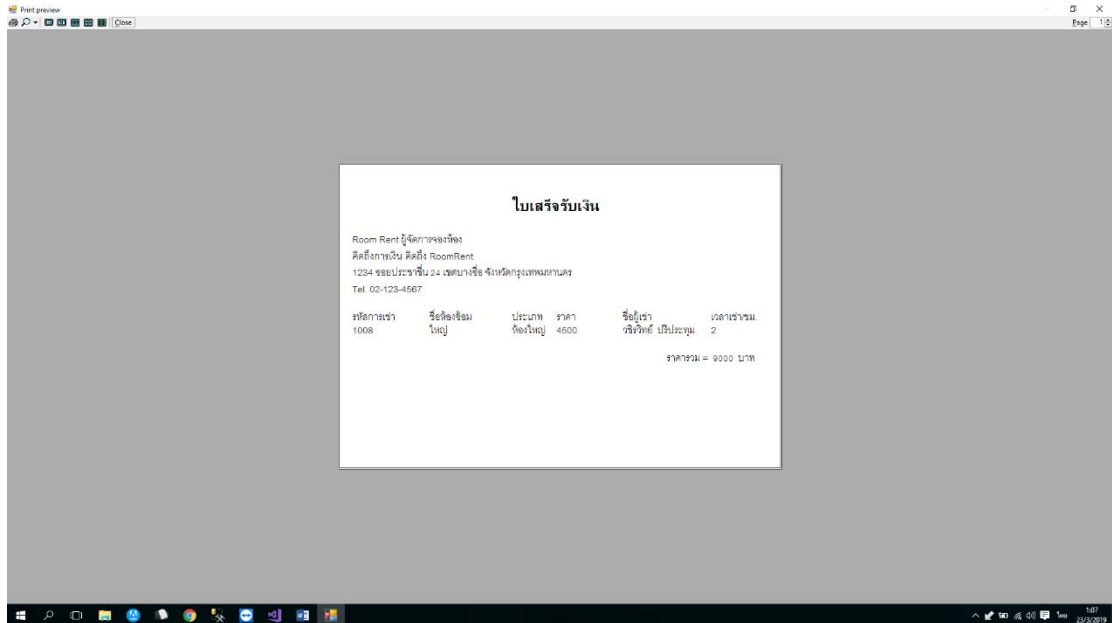 Print preview
Close
Page 1
ใบเสร็จรับเงิน
Room Rent ผู้จัดการจองห้อง
คิดถึงการเงิน คิดถึง RoomRent
1234 ซอยประชาชื่น 24 เขตบางซื่อ จังหวัดกรุงเทพมหานคร
Tel. 02-123-4567
รหัสการเช่า ชื่อห้องซ้อม ประเภท ราคา ชื่อผู้เช่า เวลาเช่า/ชม.
1008 ใหญ่ ห้องใหญ่ 4500 วชิรวิทย์ ปรีประทุม 2
ราคารวม = 9000 บาท
1:07
23/3/2019